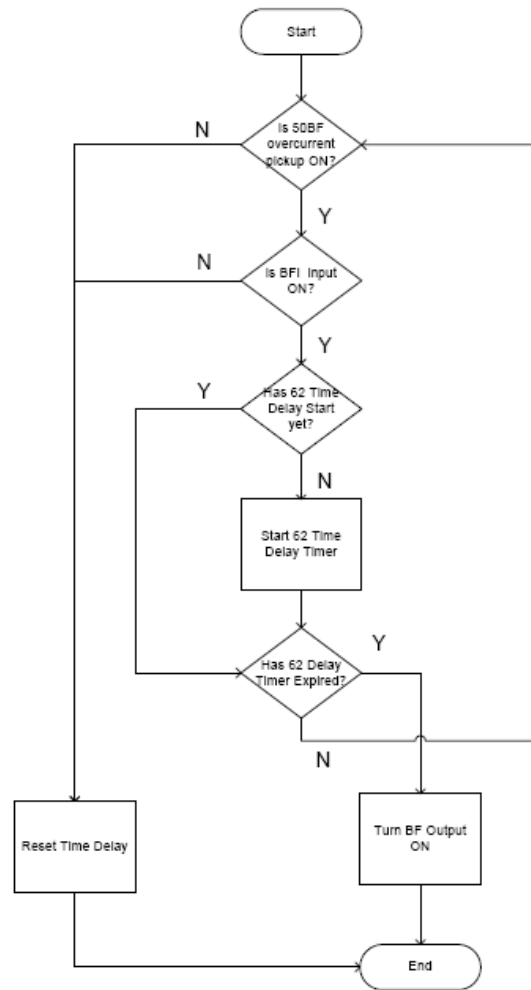 Start
N
Is 50BF
overcurrent
pickup ON?
Y
N
Is BFI Input
ON?
Y
Y
Has 62 Time
Delay Start
yet?
N
Start 62 Time
Delay Timer
Y
Has 62 Delay
Timer Expired?
N
Reset Time Delay
Turn BF Output
ON
End